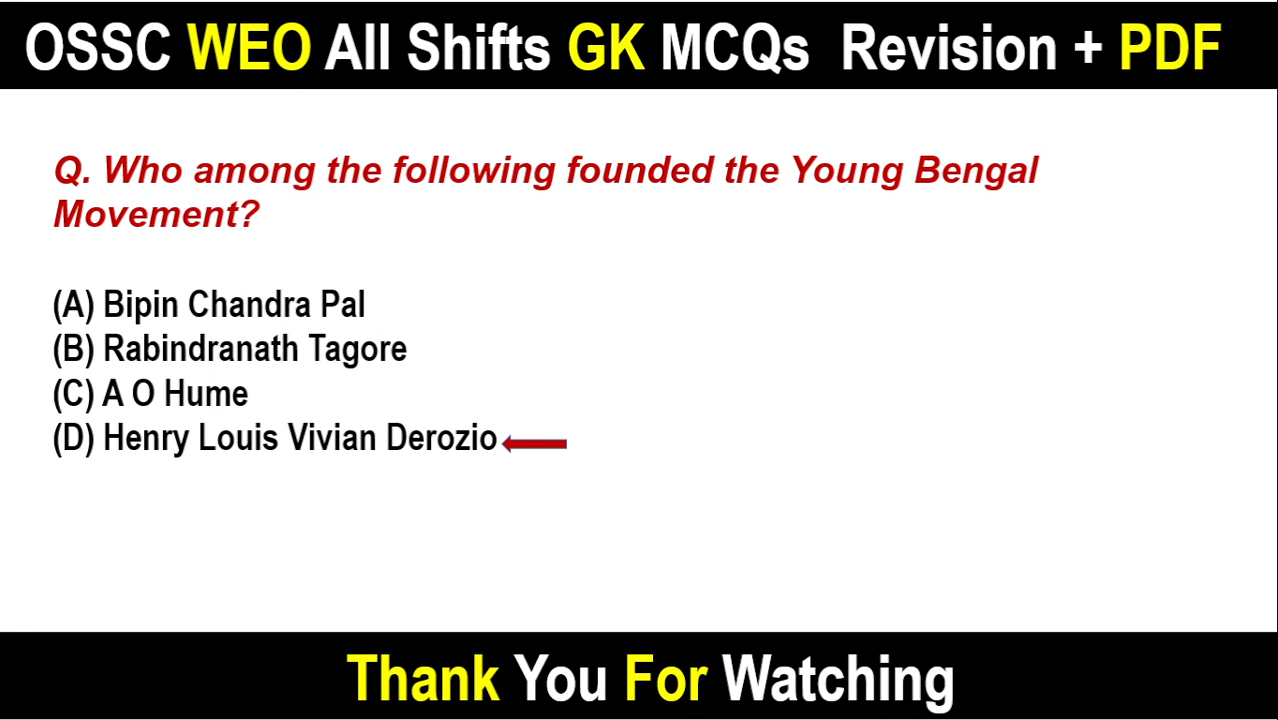 OSSC WEO All Shifts GK MCQs Revision + PDF
Q. Who among the following founded the Young Bengal
Movement?
(A) Bipin Chandra Pal
(B) Rabindranath Tagore
(C) A O Hume
(D) Henry Louis Vivian Derozio
Thank You For Watching